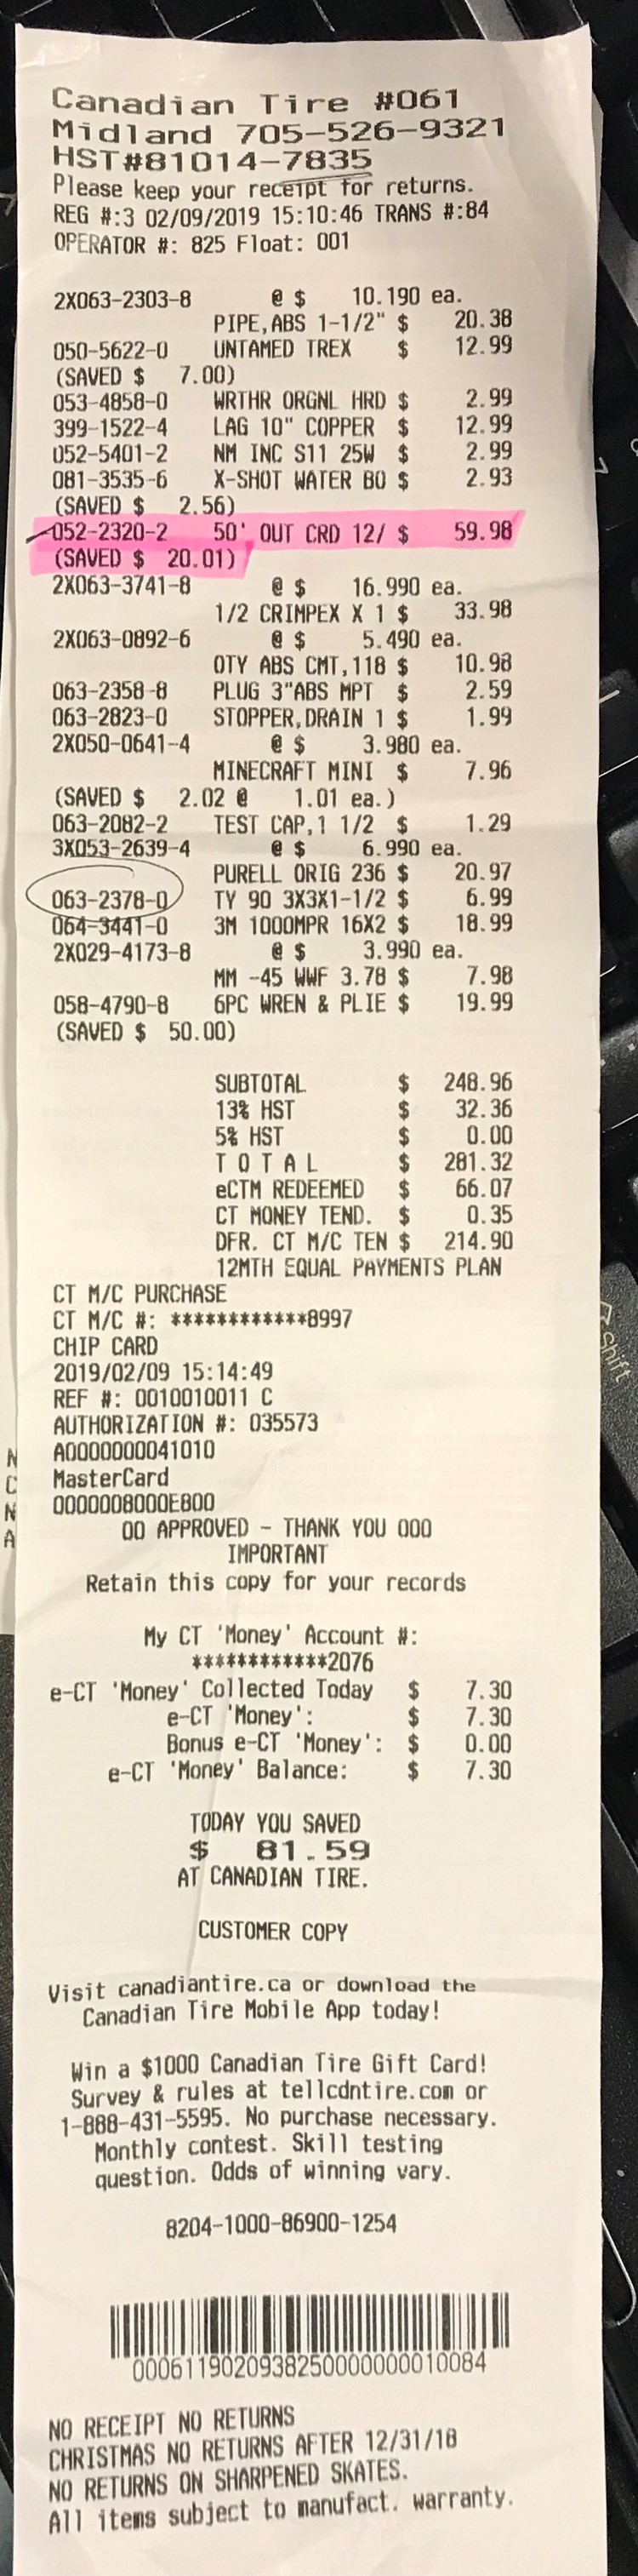 Canadian Tire #061
Midland 705-526-9321
HST#81014-7835
Please keep your receipt for returns.
REG #:3 02/09/2019 15:10:46 TRANS #:84
OPERATOR #: 825 Float: 001
2X063-2303-8 @ $ 10.190 ea.
PIPE,ABS 1-1/2" $ 20.38
050-5622-0 UNTAMED TREX $ 12.99
(SAVED $ 7.00)
053-4858-0 WRTHR ORGNL HRD $ 2.99
399-1522-4 LAG 10" COPPER $ 12.99
052-5401-2 NM INC S11 25W $ 2.99
081-3535-6 X-SHOT WATER BO $ 2.93
(SAVED $ 2.56)
052-2320-2 50' OUT CRD 12/ $ 59.98
(SAVED $ 20.01)
2X063-3741-8 @ $ 16.990 ea.
1/2 CRIMPEX X 1 $ 33.98
2X063-0892-6 @ $ 5.490 ea.
OTY ABS CMT,118 $ 10.98
063-2358-8 PLUG 3"ABS MPT $ 2.59
063-2823-0 STOPPER,DRAIN 1 $ 1.99
2X050-0641-4 @ $ 3.980 ea.
MINECRAFT MINI $ 7.96
(SAVED $ 2.02 @ 1.01 ea.)
063-2082-2 TEST CAP,1 1/2 $ 1.29
3X053-2639-4 @ $ 6.990 ea.
PURELL ORIG 236 $ 20.97
063-2378-0 TY 90 3X3X1-1/2 $ 6.99
064-3441-0 3M 1000MPR 16X2 $ 18.99
2X029-4173-8 @ $ 3.990 ea.
MM -45 WWF 3.78 $ 7.98
058-4790-8 6PC WREN & PLIE $ 19.99
(SAVED $ 50.00)
SUBTOTAL $ 248.96
13% HST $ 32.36
5% HST $ 0.00
T O T A L $ 281.32
eCTM REDEEMED $ 66.07
CT MONEY TEND. $ 0.35
DFR. CT M/C TEN $ 214.90
12MTH EQUAL PAYMENTS PLAN
CT M/C PURCHASE
CT M/C #: ************8997
CHIP CARD
2019/02/09 15:14:49
REF #: 0010010011 C
AUTHORIZATION #: 035573
A0000000041010
MasterCard
0000008000E800
00 APPROVED - THANK YOU 000
IMPORTANT
Retain this copy for your records
My CT 'Money' Account #:
************2076
e-CT 'Money' Collected Today $ 7.30
e-CT 'Money': $ 7.30
Bonus e-CT 'Money': $ 0.00
e-CT 'Money' Balance: $ 7.30
TODAY YOU SAVED
$ 81.59
AT CANADIAN TIRE.
CUSTOMER COPY
Visit canadiantire.ca or download the
Canadian Tire Mobile App today!
Win a $1000 Canadian Tire Gift Card!
Survey & rules at tellcdntire.com or
1-888-431-5595. No purchase necessary.
Monthly contest. Skill testing
question. Odds of winning vary.
8204-1000-86900-1254
00061190209382500000000010084
NO RECEIPT NO RETURNS
CHRISTMAS NO RETURNS AFTER 12/31/18
NO RETURNS ON SHARPENED SKATES.
All items subject to manufact. warranty.
N
C
N
A
Shift